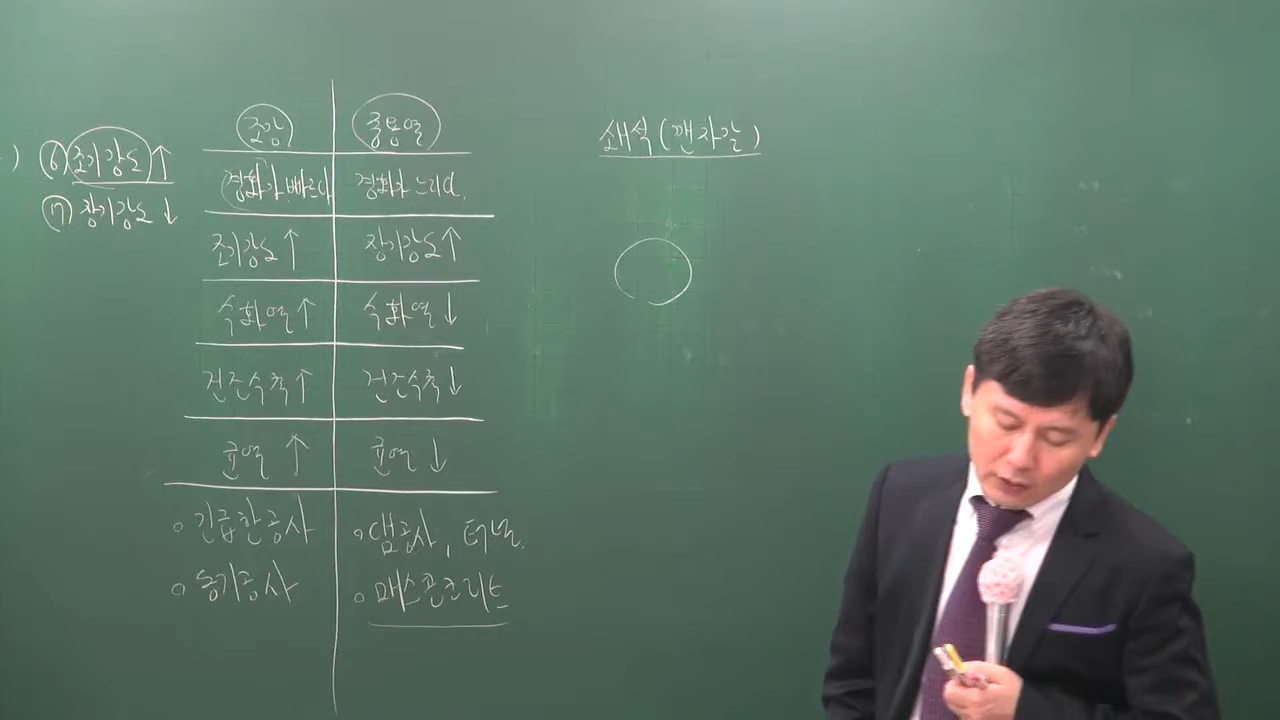 ) ⑥ 조기강도 ↑
⑦ 장기강도 ↓
조강 중용열
경화가 빠르다 경화가 느리다.
조기강도 ↑ 장기강도 ↑
수화열 ↑ 수화열 ↓
건조수축 ↑ 건조수축 ↓
균열 ↑ 균열 ↓
○ 긴급한공사 ○ 댐공사, 터널.
○ 동기공사 ○ 매스콘크리트
쇄석(깬자갈)